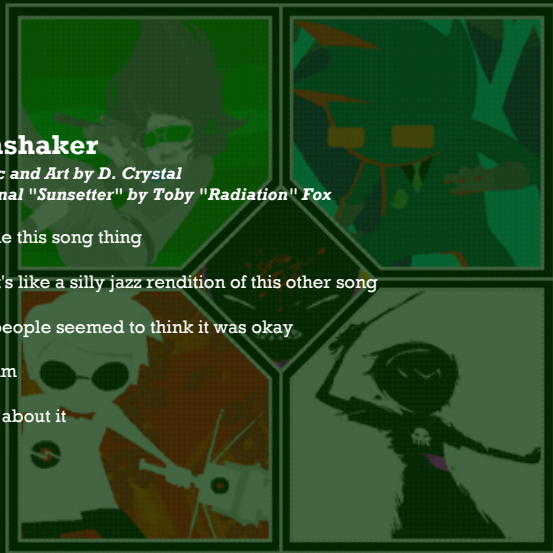 shaker
c and Art by D. Crystal
nal "Sunsetter" by Toby "Radiation" Fox
e this song thing
t's like a silly jazz rendition of this other song
people seemed to think it was okay
m
about it